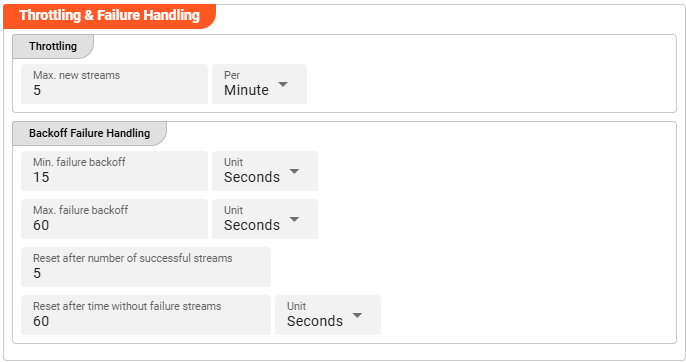 Throttling & Failure Handling
Throttling
Max. new streams
5
Per
Minute
Backoff Failure Handling
Min. failure backoff
15
Unit
Seconds
Max. failure backoff
60
Unit
Seconds
Reset after number of successful streams
5
Reset after time without failure streams
60
Unit
Seconds